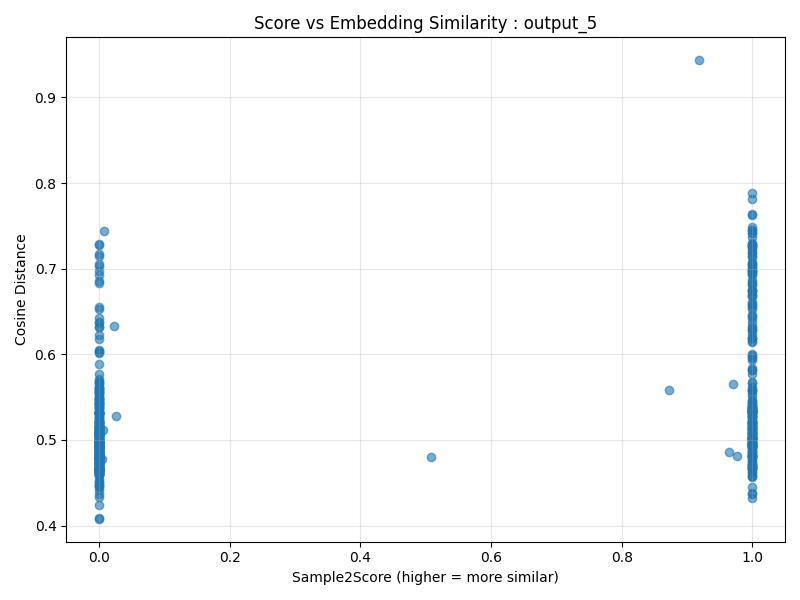 Score vs Embedding Similarity : output_5
Cosine Distance
0.9
0.8
0.7
0.6
0.5
0.4
0.0 0.2 0.4 0.6 0.8 1.0
Sample2Score (higher = more similar)